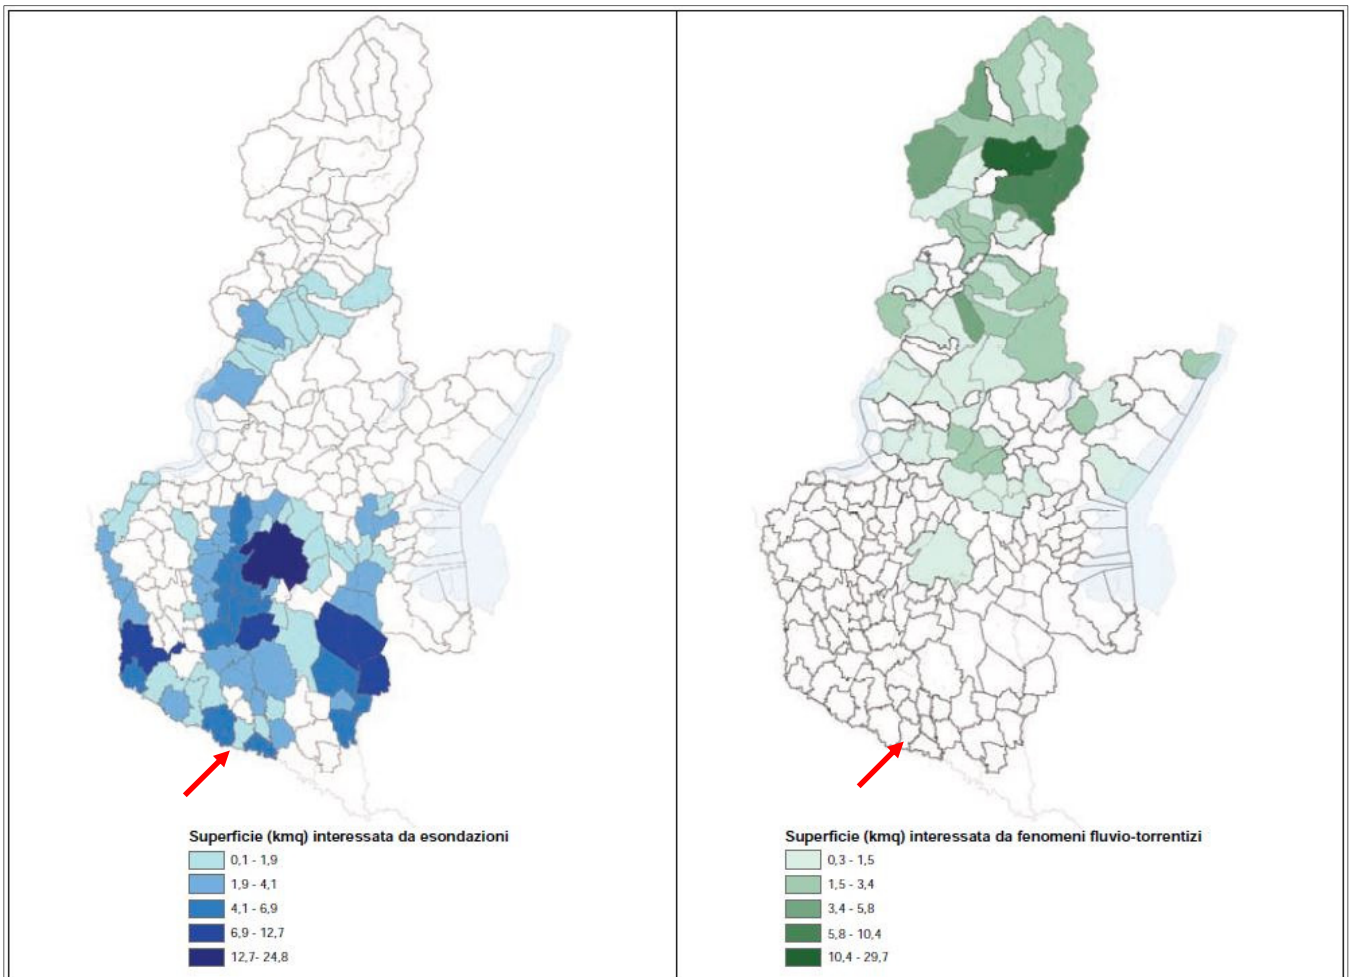 Superficie (kmq) interessata da esondazioni
0,1 - 1,9
1,9 - 4,1
4,1 - 6,9
6,9 - 12,7
12,7- 24,8
Superficie (kmq) interessata da fenomeni fluvio-torrentizi
0,3 - 1,5
1,5 - 3,4
3,4 - 5,8
5,8 - 10,4
10,4 - 29,7